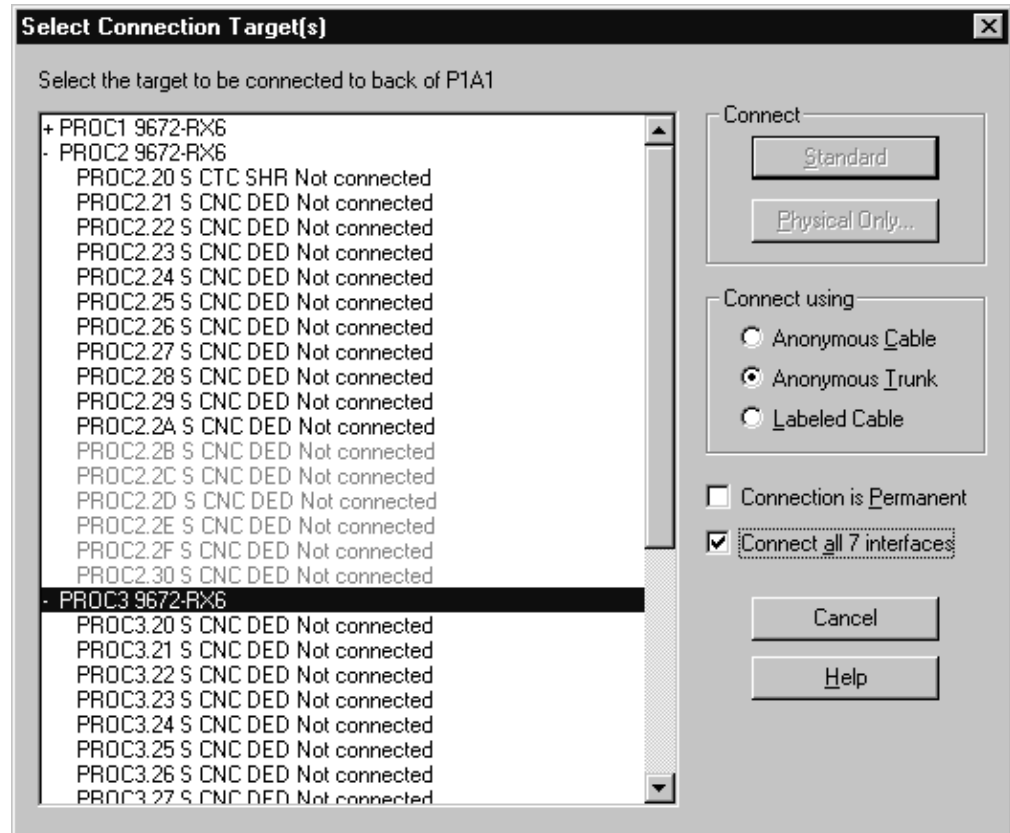 Select Connection Target(s)
Select the target to be connected to back of P1A1
+ PROC1 9672-RX6
- PROC2 9672-RX6
PROC2.20 S CTC SHR Not connected
PROC2.21 S CNC DED Not connected
PROC2.22 S CNC DED Not connected
PROC2.23 S CNC DED Not connected
PROC2.24 S CNC DED Not connected
PROC2.25 S CNC DED Not connected
PROC2.26 S CNC DED Not connected
PROC2.27 S CNC DED Not connected
PROC2.28 S CNC DED Not connected
PROC2.29 S CNC DED Not connected
PROC2.2A S CNC DED Not connected
PROC2.2B S CNC DED Not connected
PROC2.2C S CNC DED Not connected
PROC2.2D S CNC DED Not connected
PROC2.2E S CNC DED Not connected
PROC2.2F S CNC DED Not connected
PROC2.30 S CNC DED Not connected
- PROC3 9672-RX6
PROC3.20 S CNC DED Not connected
PROC3.21 S CNC DED Not connected
PROC3.22 S CNC DED Not connected
PROC3.23 S CNC DED Not connected
PROC3.24 S CNC DED Not connected
PROC3.25 S CNC DED Not connected
PROC3.26 S CNC DED Not connected
PROC3.27 S CNC DED Not connected
Connect
Standard
Physical Only...
Connect using
Anonymous Cable
Anonymous Trunk
Labeled Cable
Connection is Permanent
Connect all 7 interfaces
Cancel
Help